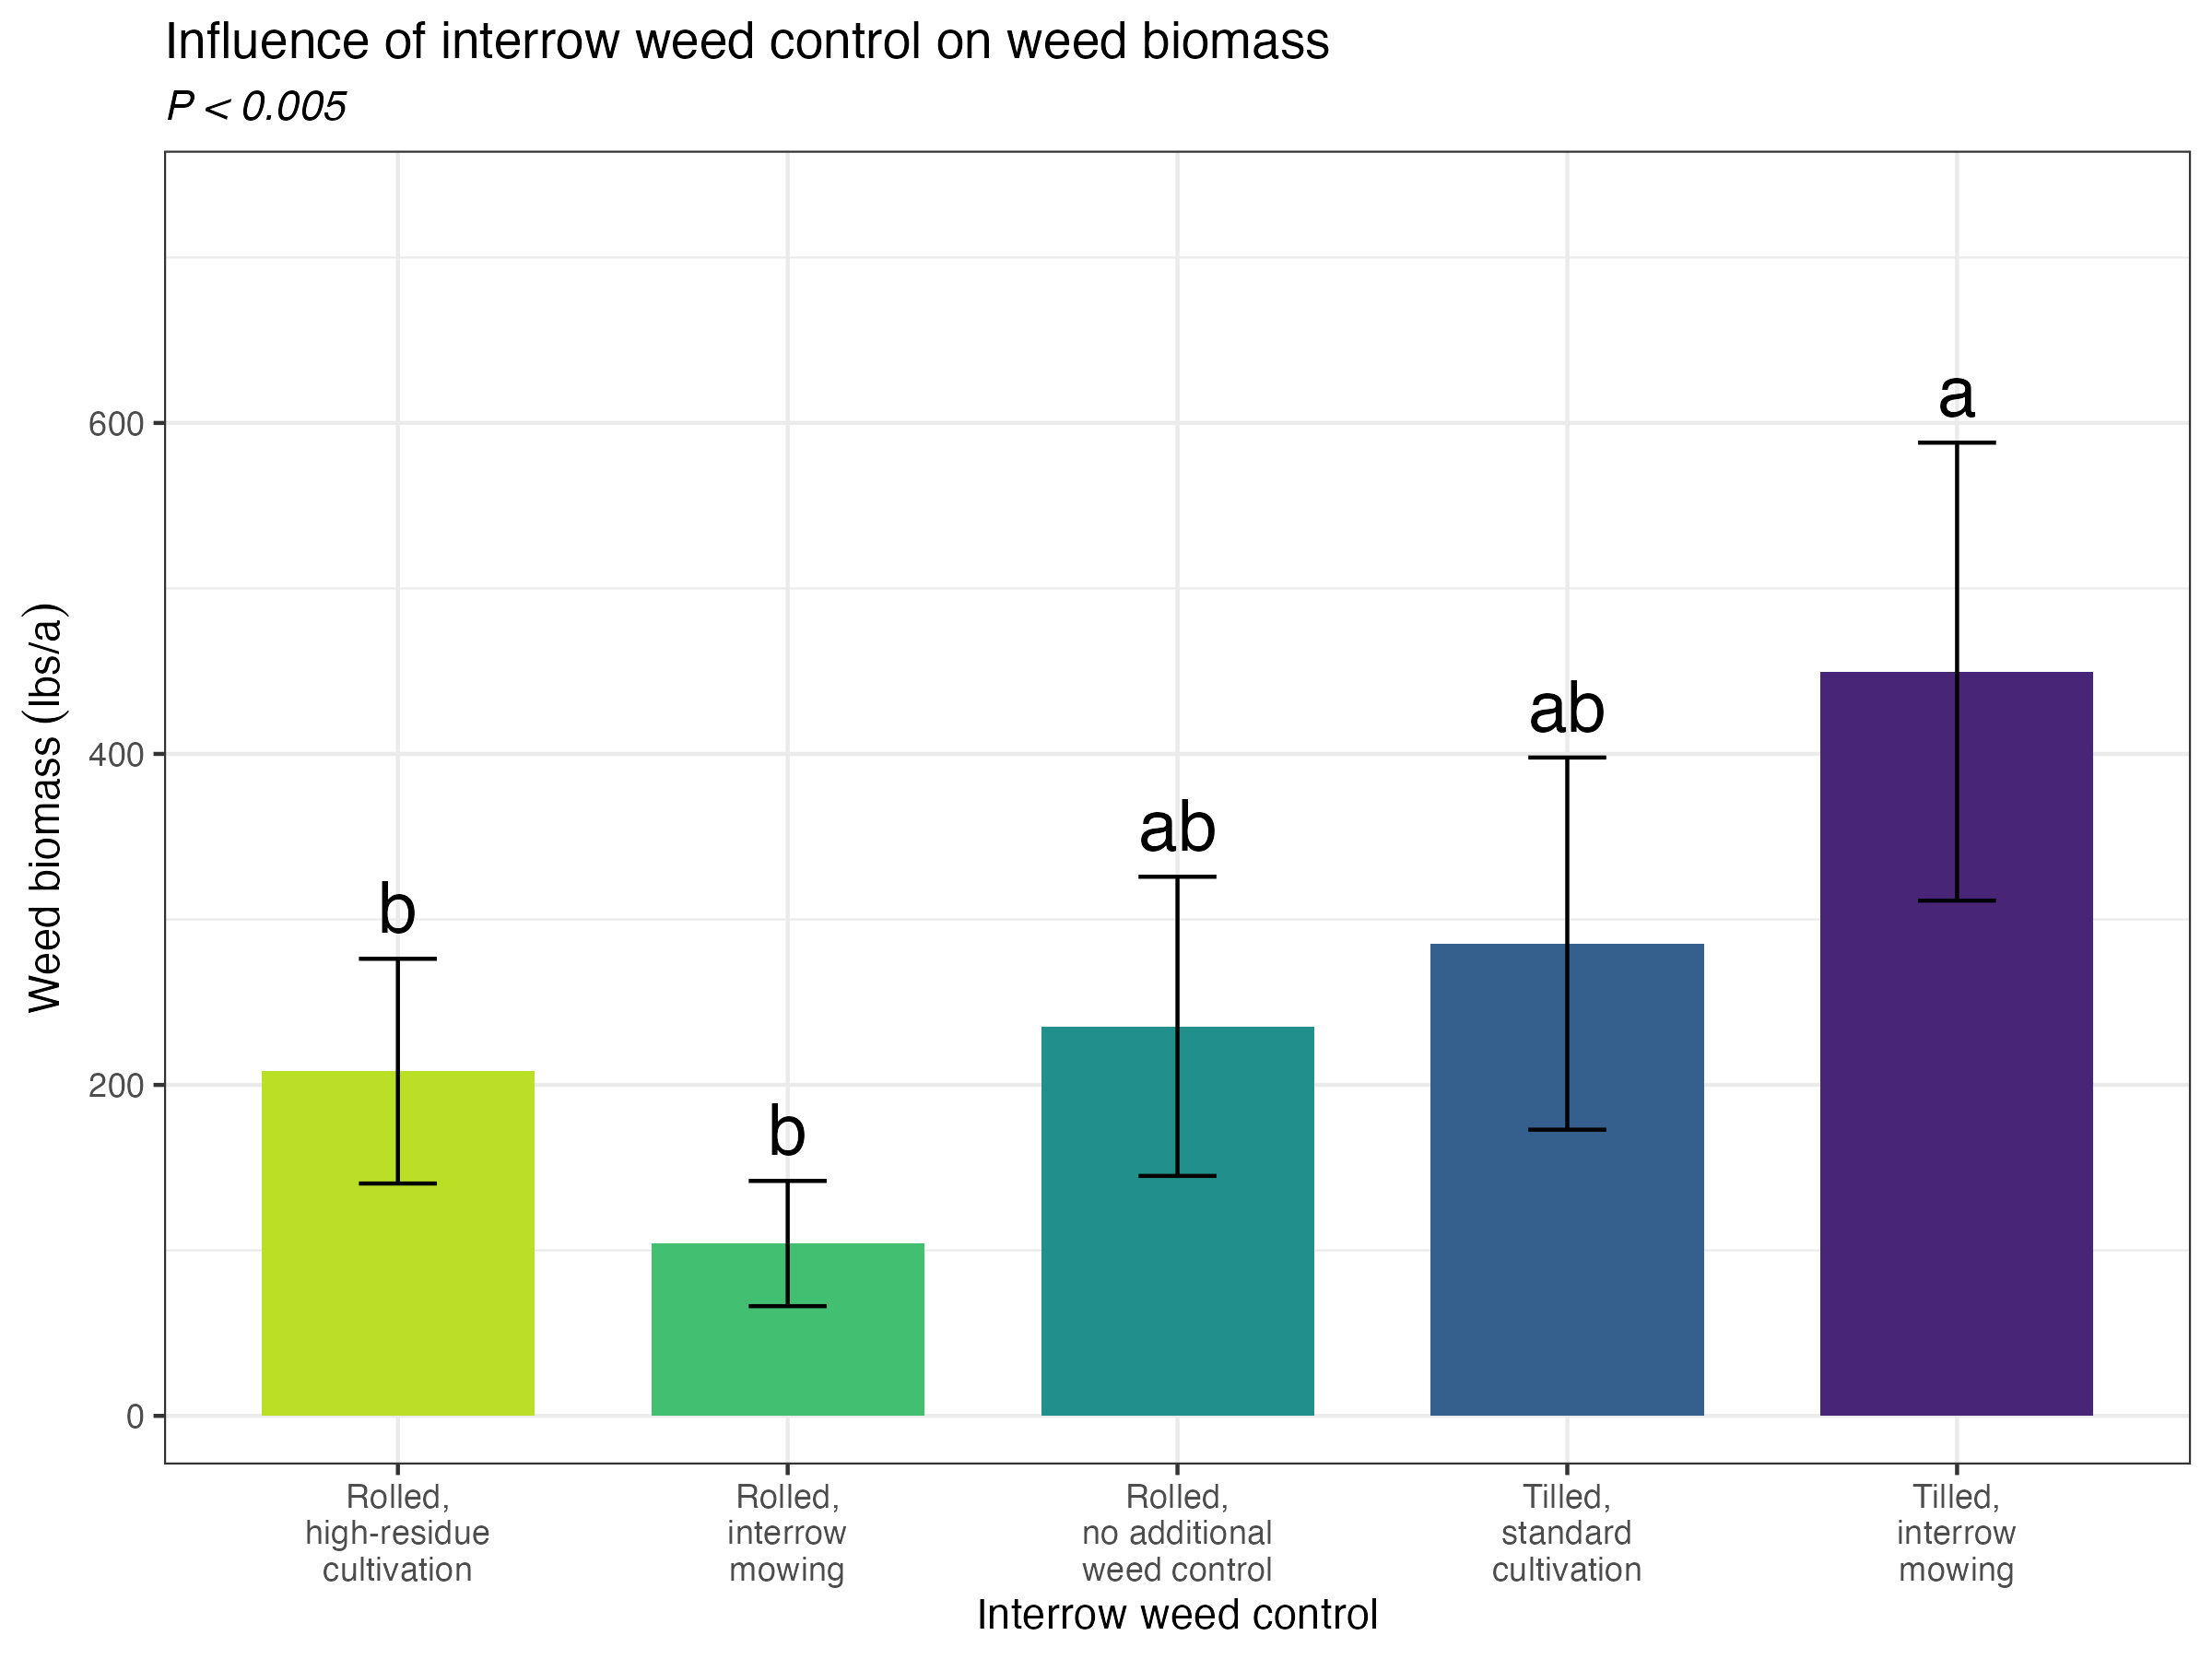 Influence of interrow weed control on weed biomass
P < 0.005
Weed biomass (lbs/a)
600
400
200
0
b
b
ab
ab
a
Rolled,
high-residue
cultivation
Rolled,
interrow
mowing
Rolled,
no additional
weed control
Tilled,
standard
cultivation
Tilled,
interrow
mowing
Interrow weed control